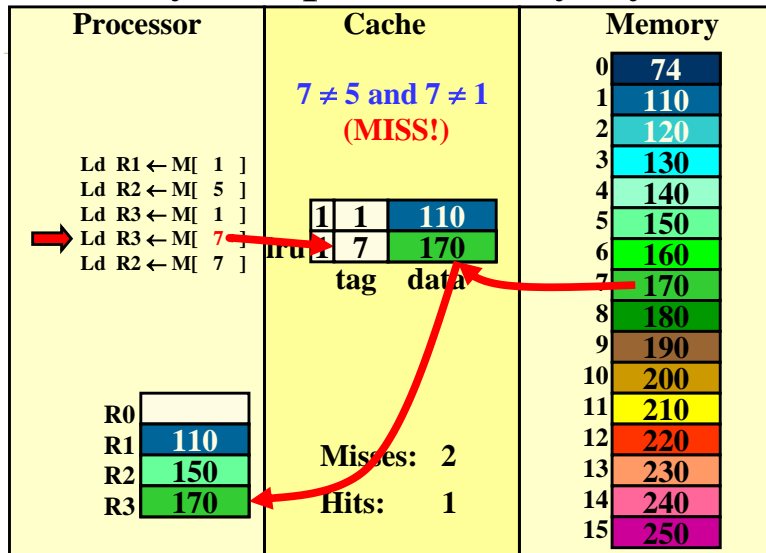 Processor
Ld R1 ← M[ 1 ]
Ld R2 ← M[ 5 ]
Ld R3 ← M[ 1 ]
Ld R3 ← M[ 7 ]
Ld R2 ← M[ 7 ]
R0
R1 110
R2 150
R3 170
Cache
7 ≠ 5 and 7 ≠ 1
(MISS!)
1 1 110
lru 1 7 170
tag data
Misses: 2
Hits: 1
Memory
0 74
1 110
2 120
3 130
4 140
5 150
6 160
7 170
8 180
9 190
10 200
11 210
12 220
13 230
14 240
15 250